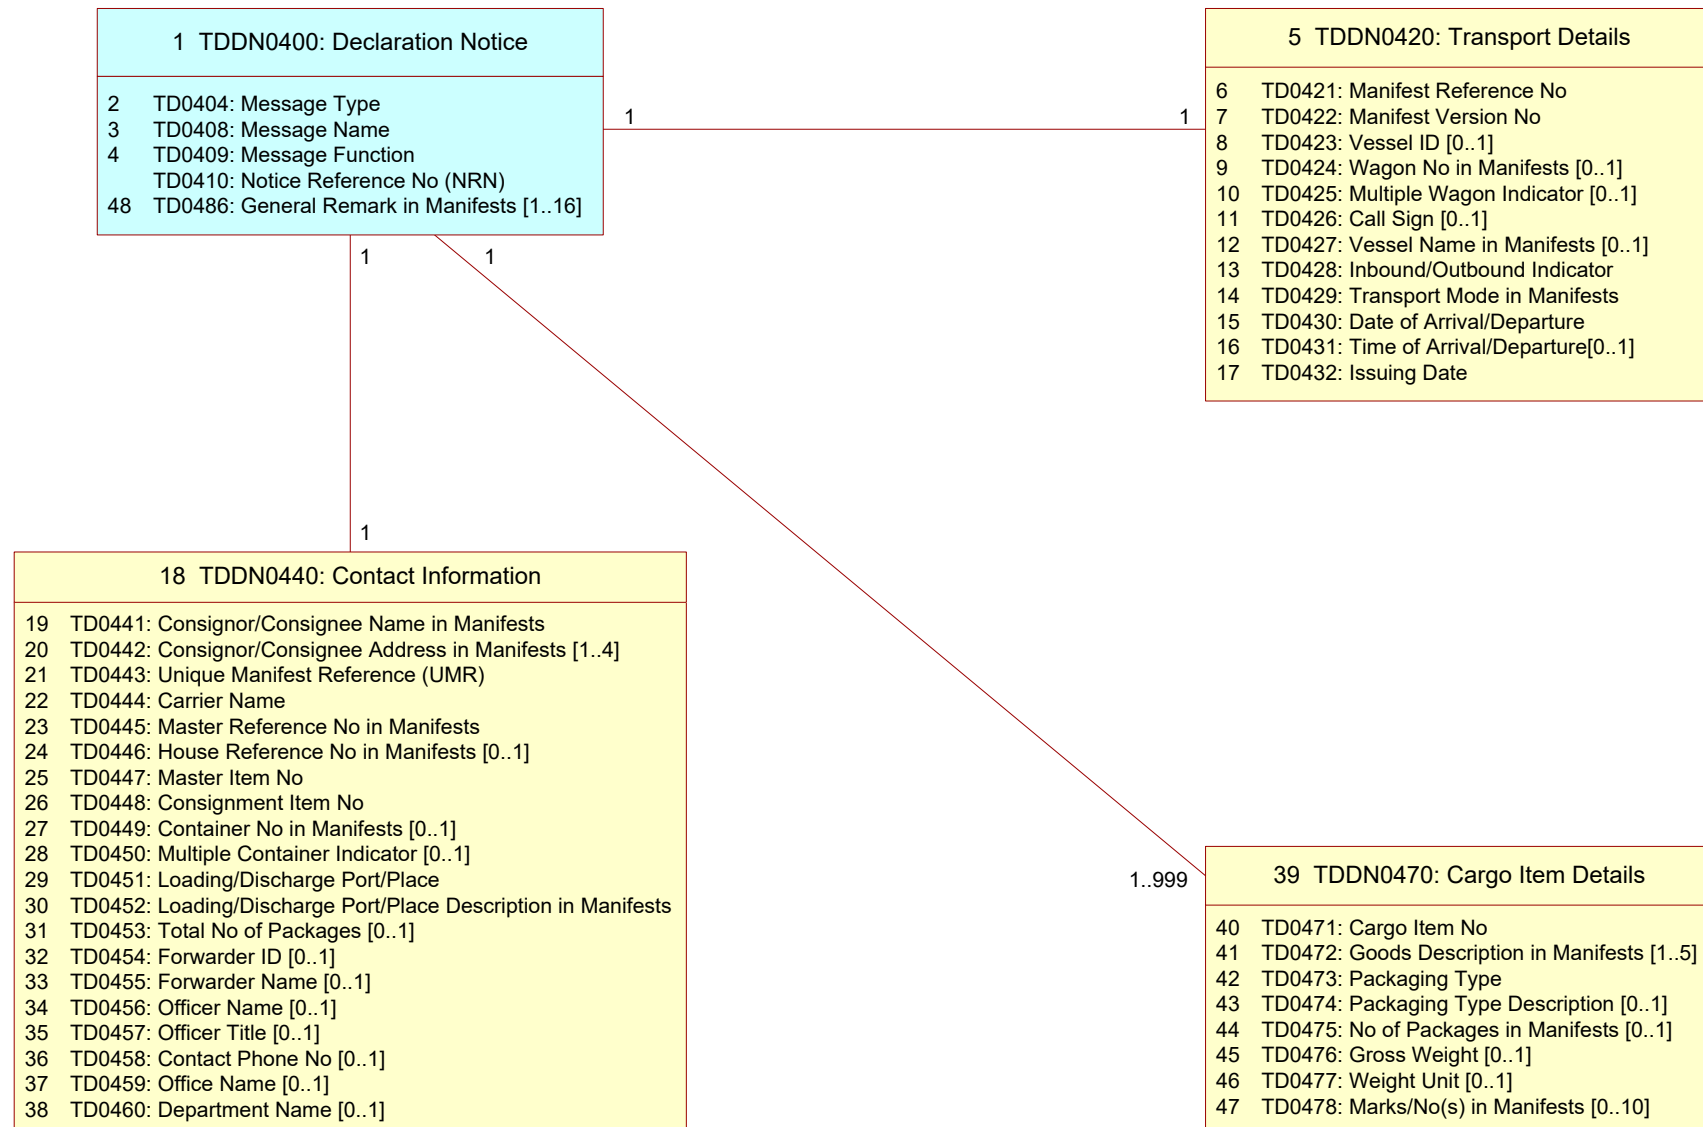 1 TDDN0400: Declaration Notice
2 TD0404: Message Type
3 TD0408: Message Name
4 TD0409: Message Function
TD0410: Notice Reference No (NRN)
48 TD0486: General Remark in Manifests [1..16]
1
1
5 TDDN0420: Transport Details
6 TD0421: Manifest Reference No
7 TD0422: Manifest Version No
8 TD0423: Vessel ID [0..1]
9 TD0424: Wagon No in Manifests [0..1]
10 TD0425: Multiple Wagon Indicator [0..1]
11 TD0426: Call Sign [0..1]
12 TD0427: Vessel Name in Manifests [0..1]
13 TD0428: Inbound/Outbound Indicator
14 TD0429: Transport Mode in Manifests
15 TD0430: Date of Arrival/Departure
16 TD0431: Time of Arrival/Departure[0..1]
17 TD0432: Issuing Date
1
1
1
18 TDDN0440: Contact Information
19 TD0441: Consignor/Consignee Name in Manifests
20 TD0442: Consignor/Consignee Address in Manifests [1..4]
21 TD0443: Unique Manifest Reference (UMR)
22 TD0444: Carrier Name
23 TD0445: Master Reference No in Manifests
24 TD0446: House Reference No in Manifests [0..1]
25 TD0447: Master Item No
26 TD0448: Consignment Item No
27 TD0449: Container No in Manifests [0..1]
28 TD0450: Multiple Container Indicator [0..1]
29 TD0451: Loading/Discharge Port/Place
30 TD0452: Loading/Discharge Port/Place Description in Manifests
31 TD0453: Total No of Packages [0..1]
32 TD0454: Forwarder ID [0..1]
33 TD0455: Forwarder Name [0..1]
34 TD0456: Officer Name [0..1]
35 TD0457: Officer Title [0..1]
36 TD0458: Contact Phone No [0..1]
37 TD0459: Office Name [0..1]
38 TD0460: Department Name [0..1]
1..999
39 TDDN0470: Cargo Item Details
40 TD0471: Cargo Item No
41 TD0472: Goods Description in Manifests [1..5]
42 TD0473: Packaging Type
43 TD0474: Packaging Type Description [0..1]
44 TD0475: No of Packages in Manifests [0..1]
45 TD0476: Gross Weight [0..1]
46 TD0477: Weight Unit [0..1]
47 TD0478: Marks/No(s) in Manifests [0..10]